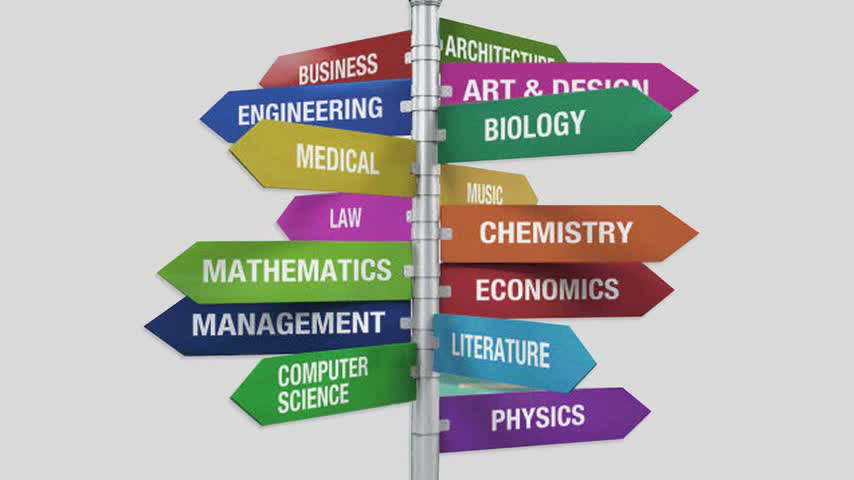 ARCHITECTURE
BUSINESS
ART & DESIGN
ENGINEERING
BIOLOGY
MEDICAL
MUSIC
LAW
CHEMISTRY
MATHEMATICS
ECONOMICS
MANAGEMENT
LITERATURE
COMPUTER
SCIENCE
PHYSICS